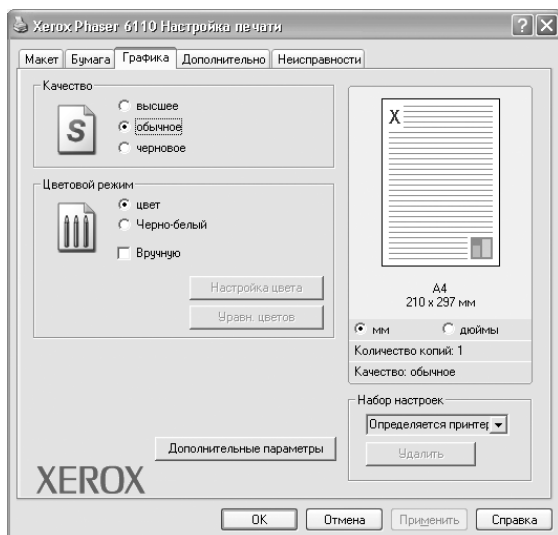 Xerox Phaser 6110 Настройка печати
Макет Бумага Графика Дополнительно Неисправности
Качество
S
высшее
обычное
черновое
Цветовой режим
цвет
Черно-белый
Вручную
Настройка цвета
Уравн. цветов
X
A4
210 x 297 мм
мм дюймы
Количество копий: 1
Качество: обычное
Набор настроек
Определяется принтер
Удалить
Дополнительные параметры
XEROX
OK Отмена Применить Справка